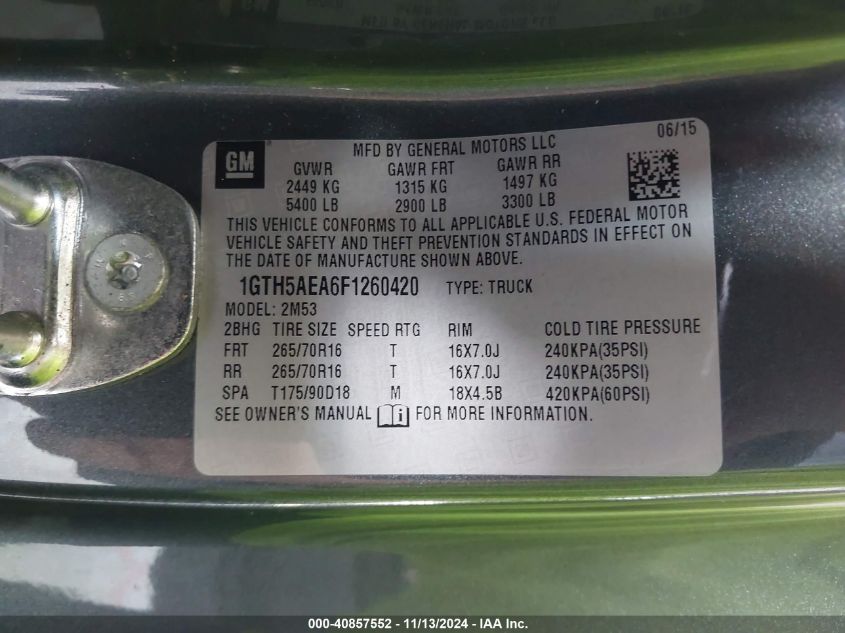 GM
MFD BY GENERAL MOTORS LLC
06/15
GVWR GAWR FRT GAWR RR
2449 KG 1315 KG 1497 KG
5400 LB 2900 LB 3300 LB
THIS VEHICLE CONFORMS TO ALL APPLICABLE U.S. FEDERAL MOTOR
VEHICLE SAFETY AND THEFT PREVENTION STANDARDS IN EFFECT ON
THE DATE OF MANUFACTURE SHOWN ABOVE.
1GTH5AEA6F1260420 TYPE: TRUCK
MODEL: 2M53
2BHG TIRE SIZE SPEED RTG RIM COLD TIRE PRESSURE
FRT 265/70R16 T 16X7.0J 240KPA(35PSI)
RR 265/70R16 T 16X7.0J 240KPA(35PSI)
SPA T175/90D18 M 18X4.5B 420KPA(60PSI)
SEE OWNER'S MANUAL i FOR MORE INFORMATION.
000-40857552 - 11/13/2024 - IAA Inc.